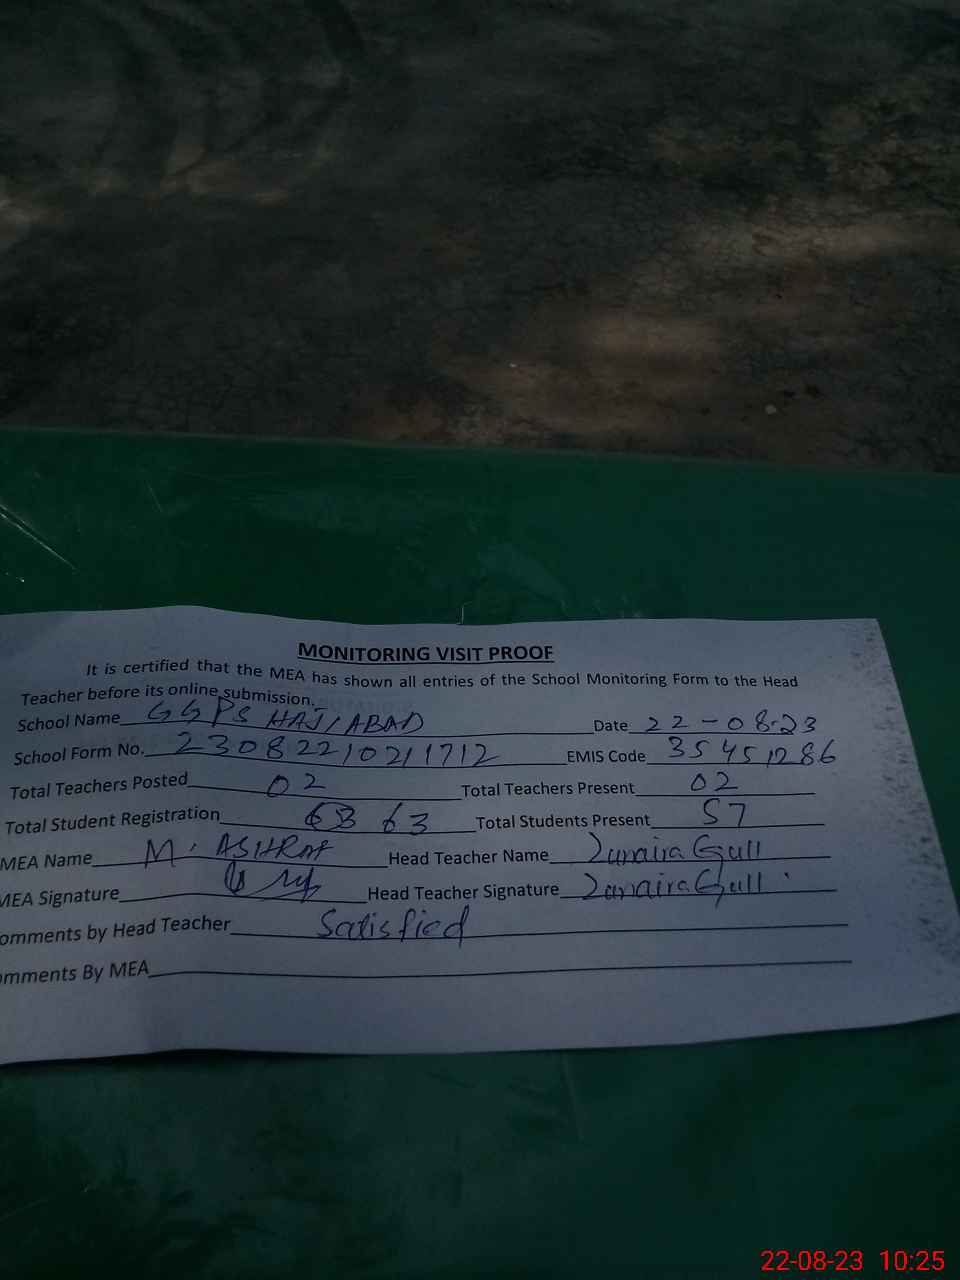 MONITORING VISIT PROOF
It is certified that the MEA has shown all entries of the School Monitoring Form to the Head
Teacher before its online submission.
School Name GGPS HAJIABAD Date 22-08-23
School Form No. 23082210211712 EMIS Code 35451286
Total Teachers Posted 02 Total Teachers Present 02
Total Student Registration 63 Total Students Present 57
MEA Name M. ASHRAF Head Teacher Name Zunaira Gull
MEA Signature Head Teacher Signature Zunaira Gull
omments by Head Teacher Satisfied
omments By MEA
22-08-23 10:25